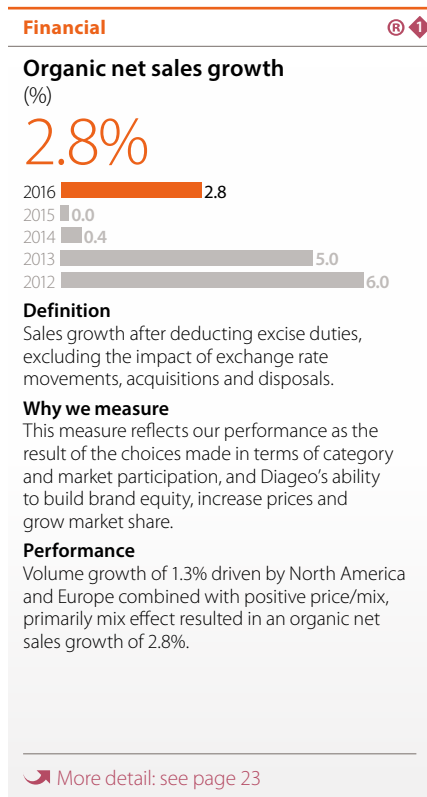 Financial
® 1
Organic net sales growth
(%)
2.8%
2016 2.8
2015 0.0
2014 0.4
2013 5.0
2012 6.0
Definition
Sales growth after deducting excise duties,
excluding the impact of exchange rate
movements, acquisitions and disposals.
Why we measure
This measure reflects our performance as the
result of the choices made in terms of category
and market participation, and Diageo’s ability
to build brand equity, increase prices and
grow market share.
Performance
Volume growth of 1.3% driven by North America
and Europe combined with positive price/mix,
primarily mix effect resulted in an organic net
sales growth of 2.8%.
More detail: see page 23